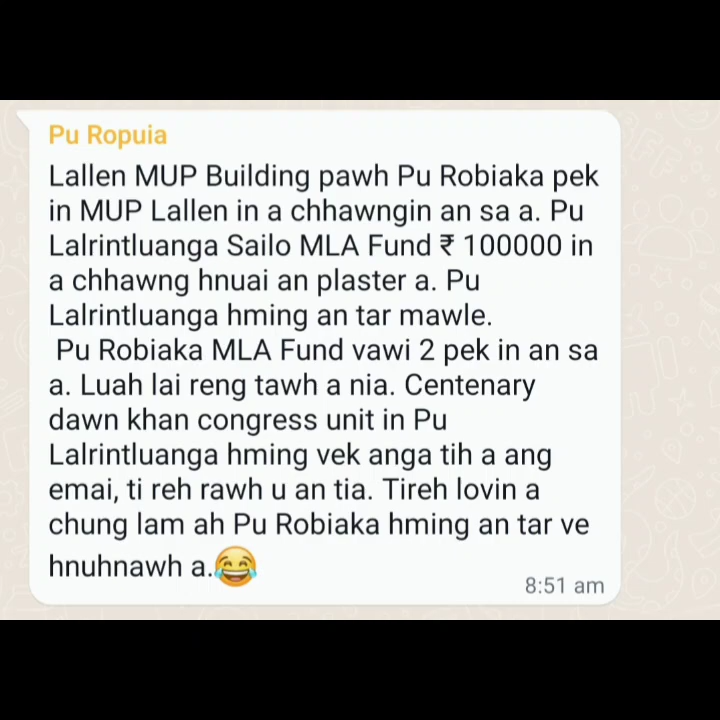 Pu Ropuia
Lallen MUP Building pawh Pu Robiaka pek
in MUP Lallen in a chhawngin an sa a. Pu
Lalrintluanga Sailo MLA Fund ₹ 100000 in
a chhawng hnuai an plaster a. Pu
Lalrintluanga hming an tar mawle.
Pu Robiaka MLA Fund vawi 2 pek in an sa
a. Luah lai reng tawh a nia. Centenary
dawn khan congress unit in Pu
Lalrintluanga hming vek anga tih a ang
emai, ti reh rawh u an tia. Tireh lovin a
chung lam ah Pu Robiaka hming an tar ve
hnuhnawh a.😂
8:51 am